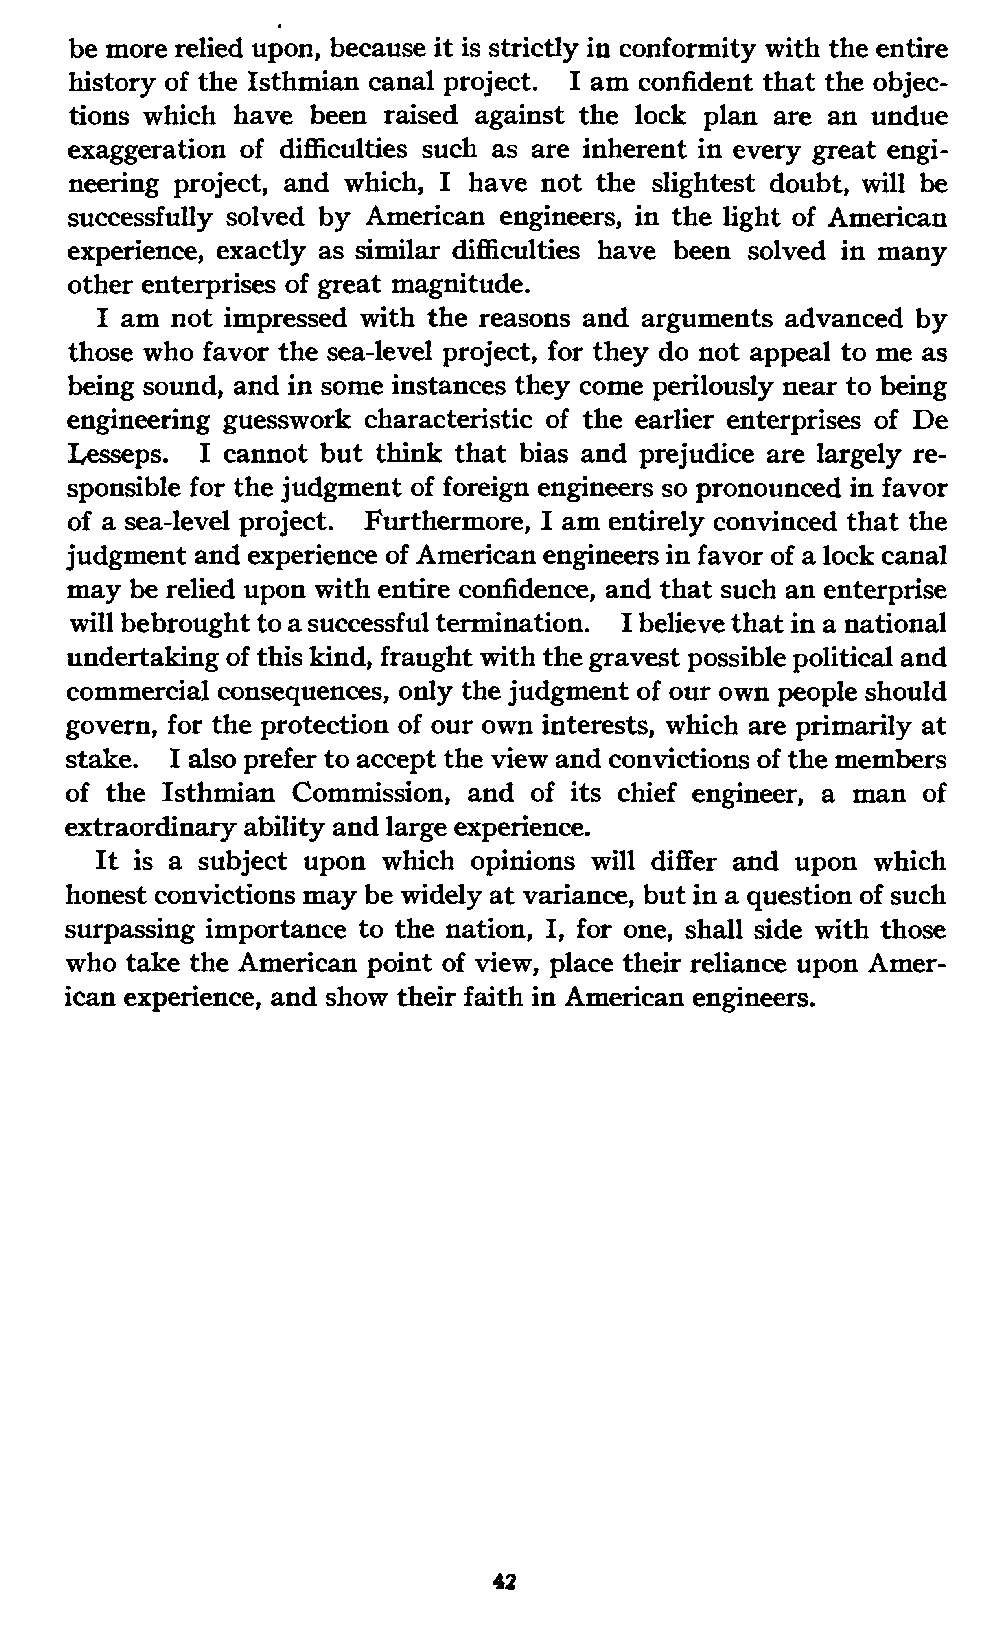 be more relied upon, because it is strictly in conformity with the entire
history of the Isthmian canal project. I am confident that the objec-
tions which have been raised against the lock plan are an undue
exaggeration of difficulties such as are inherent in every great engi-
neering project, and which, I have not the slightest doubt, will be
successfully solved by American engineers, in the light of American
experience, exactly as similar difficulties have been solved in many
other enterprises of great magnitude.
I am not impressed with the reasons and arguments advanced by
those who favor the sea-level project, for they do not appeal to me as
being sound, and in some instances they come perilously near to being
engineering guesswork characteristic of the earlier enterprises of De
Lesseps. I cannot but think that bias and prejudice are largely re-
sponsible for the judgment of foreign engineers so pronounced in favor
of a sea-level project. Furthermore, I am entirely convinced that the
judgment and experience of American engineers in favor of a lock canal
may be relied upon with entire confidence, and that such an enterprise
will bebrought to a successful termination. I believe that in a national
undertaking of this kind, fraught with the gravest possible political and
commercial consequences, only the judgment of our own people should
govern, for the protection of our own interests, which are primarily at
stake. I also prefer to accept the view and convictions of the members
of the Isthmian Commission, and of its chief engineer, a man of
extraordinary ability and large experience.
It is a subject upon which opinions will differ and upon which
honest convictions may be widely at variance, but in a question of such
surpassing importance to the nation, I, for one, shall side with those
who take the American point of view, place their reliance upon Amer-
ican experience, and show their faith in American engineers.
42